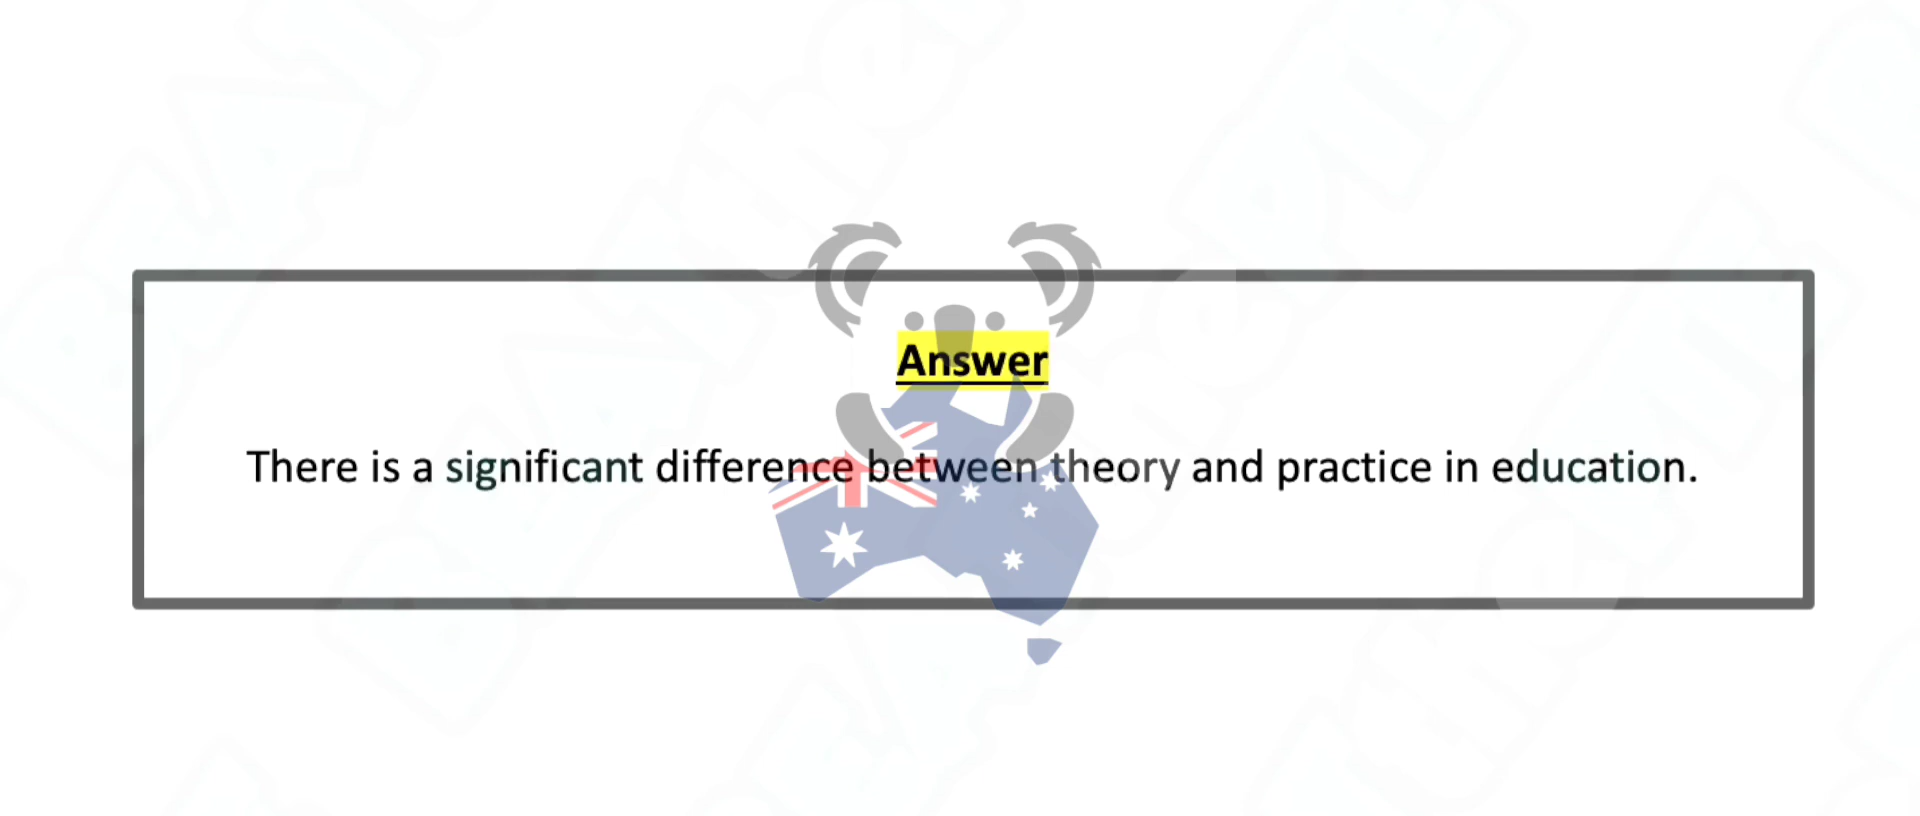 Answer
There is a significant difference between theory and practice in education.